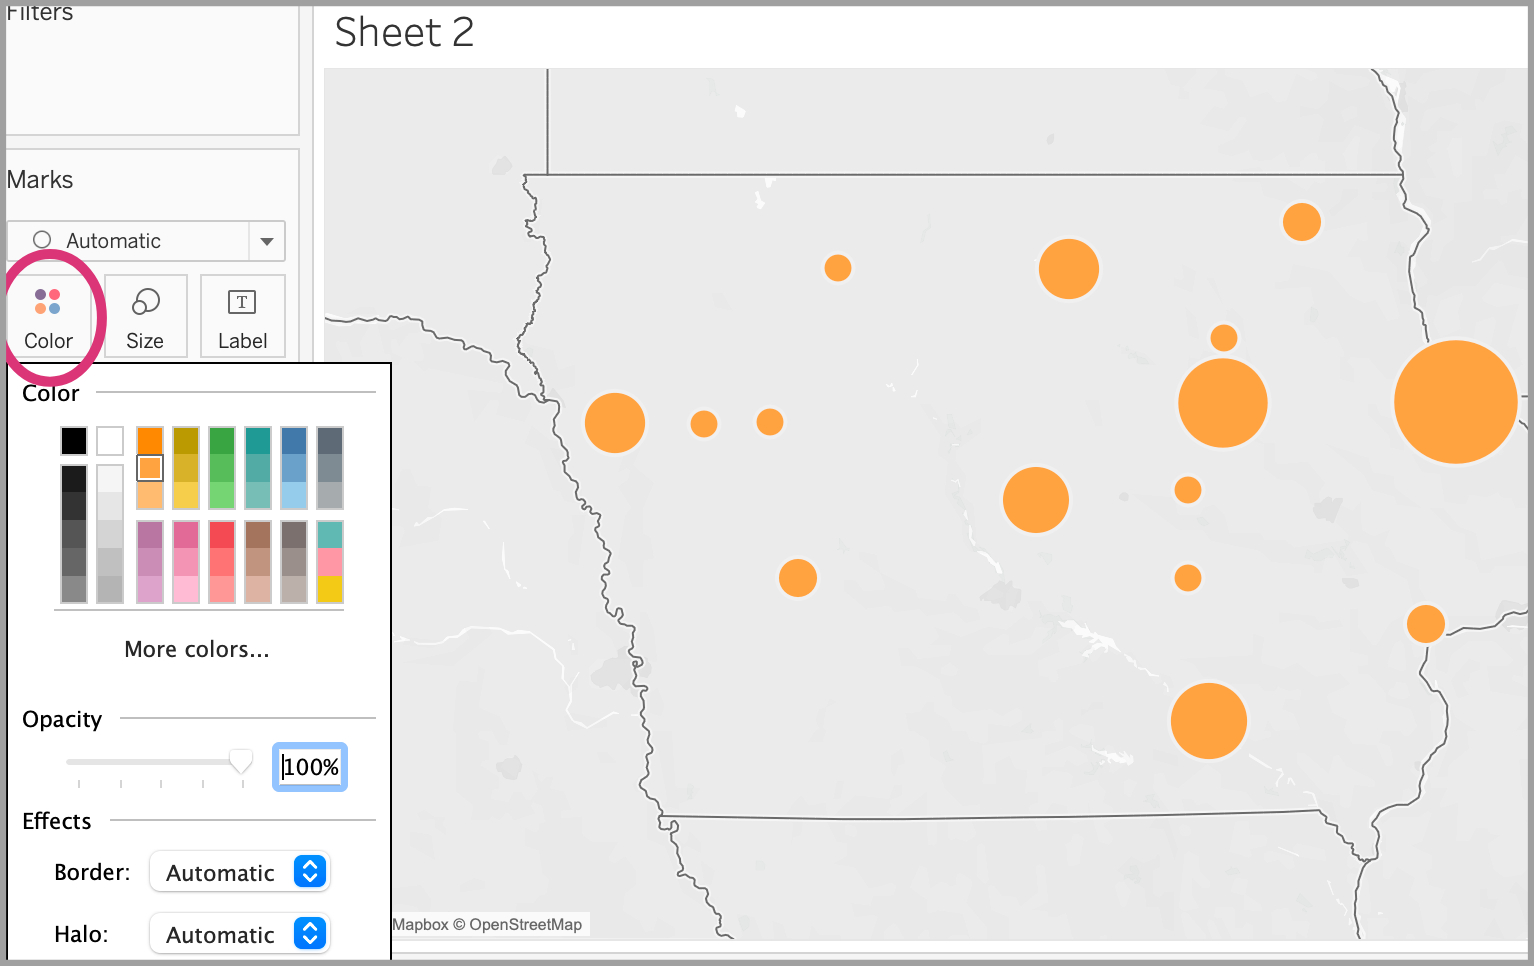 Filters
Sheet 2
Marks
Automatic
Color
Size
T
Label
Color
More colors...
Opacity
100%
Effects
Border:
Automatic
Halo:
Automatic
Mapbox © OpenStreetMap